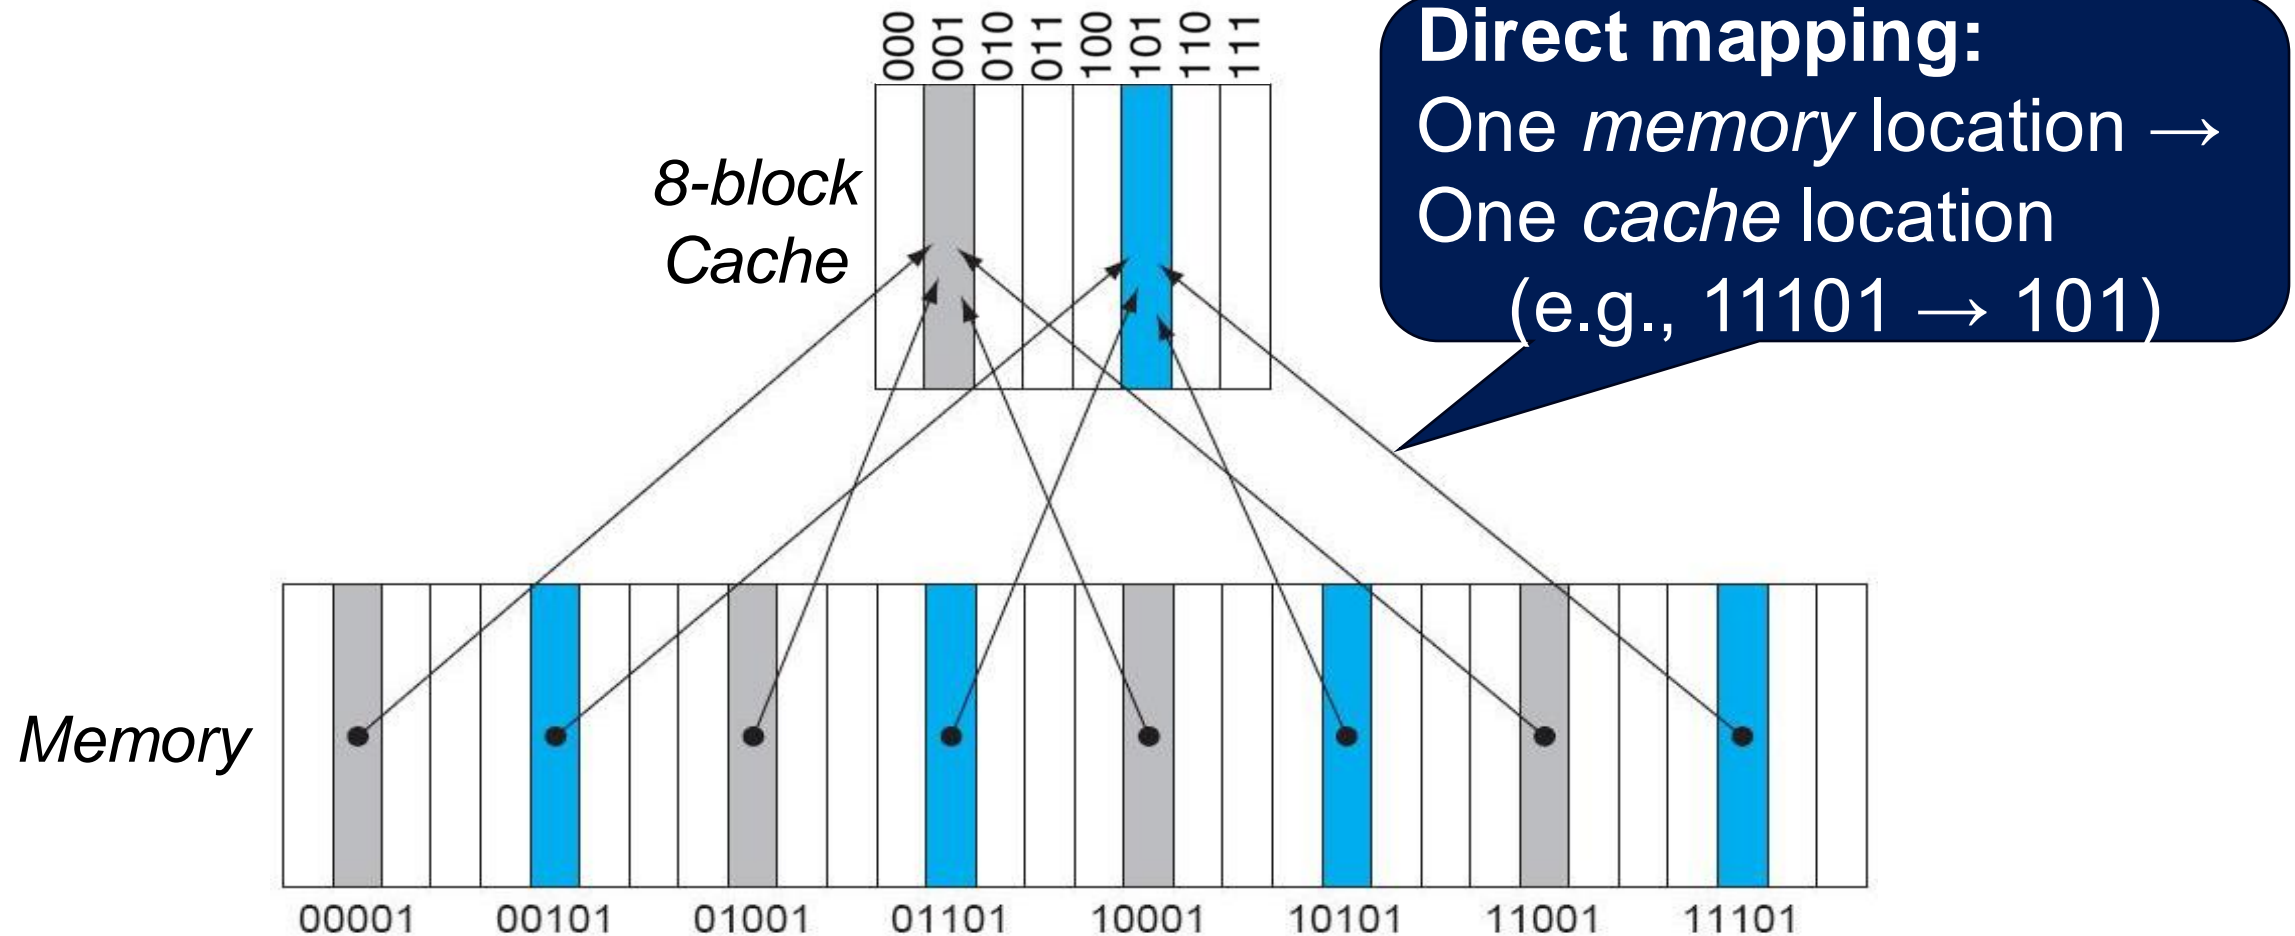 000 001 010 011 100 101 110 111
Direct mapping:
One memory location →
One cache location
(e.g., 11101 → 101)
8-block
Cache
Memory
00001 00101 01001 01101 10001 10101 11001 11101